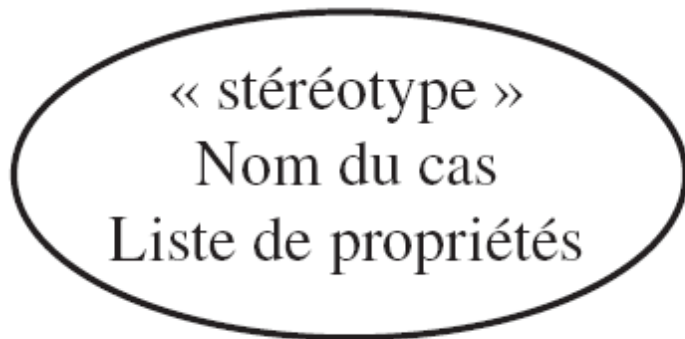 « stéréotype »
Nom du cas
Liste de propriétés